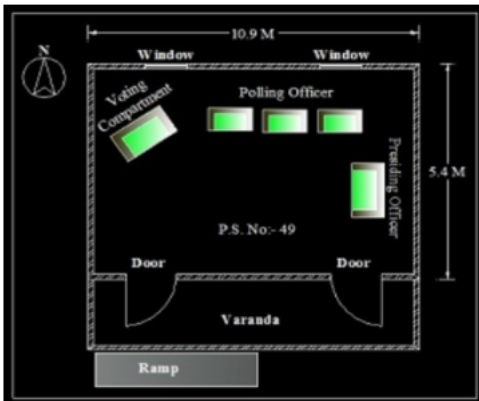 10.9 M
N
Window
Window
Voting
Compartment
Polling Officer
Presiding Officer
5.4 M
P.S. No:- 49
Door
Door
Varanda
Ramp